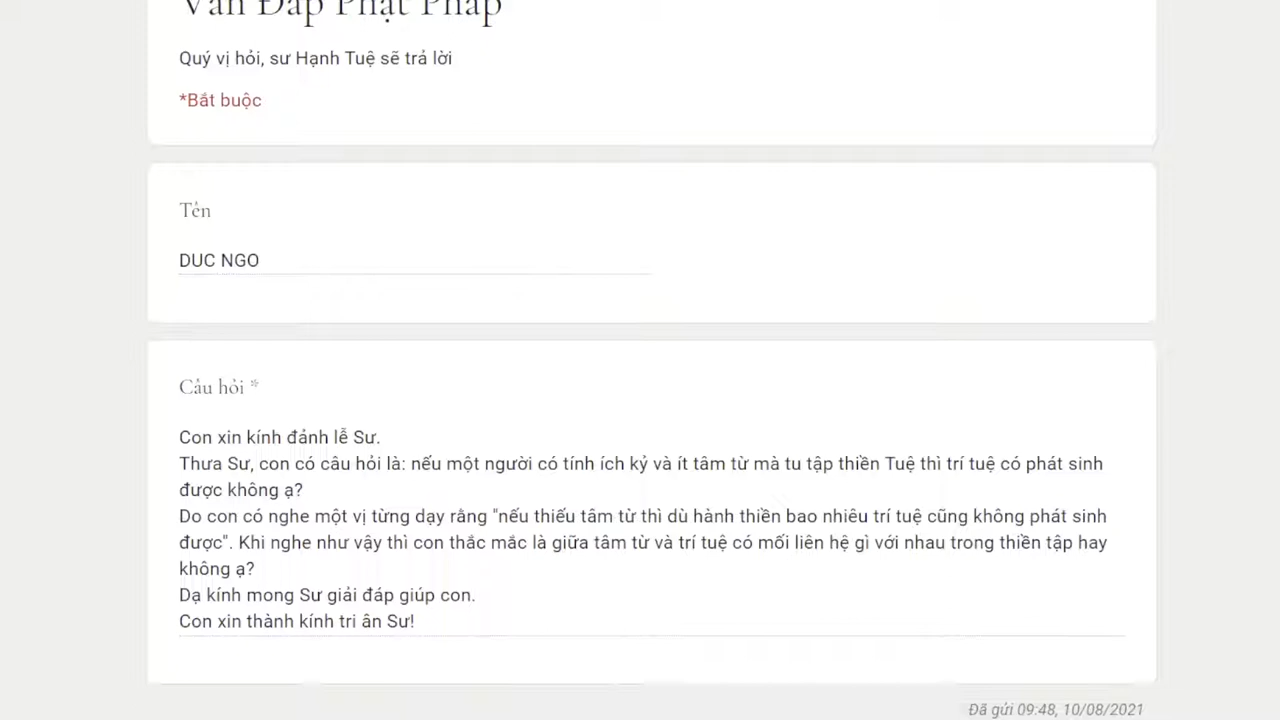 Vấn Đáp Phật Pháp
Quý vị hỏi, sư Hạnh Tuệ sẽ trả lời
*Bắt buộc
Tên
DUC NGO
Câu hỏi *
Con xin kính đảnh lễ Sư.
Thưa Sư, con có câu hỏi là: nếu một người có tính ích kỷ và ít tâm từ mà tu tập thiền Tuệ thì trí tuệ có phát sinh
được không ạ?
Do con có nghe một vị từng dạy rằng "nếu thiếu tâm từ thì dù hành thiền bao nhiêu trí tuệ cũng không phát sinh
được". Khi nghe như vậy thì con thắc mắc là giữa tâm từ và trí tuệ có mối liên hệ gì với nhau trong thiền tập hay
không ạ?
Dạ kính mong Sư giải đáp giúp con.
Con xin thành kính tri ân Sư!
Đã gửi 09:48, 10/08/2021